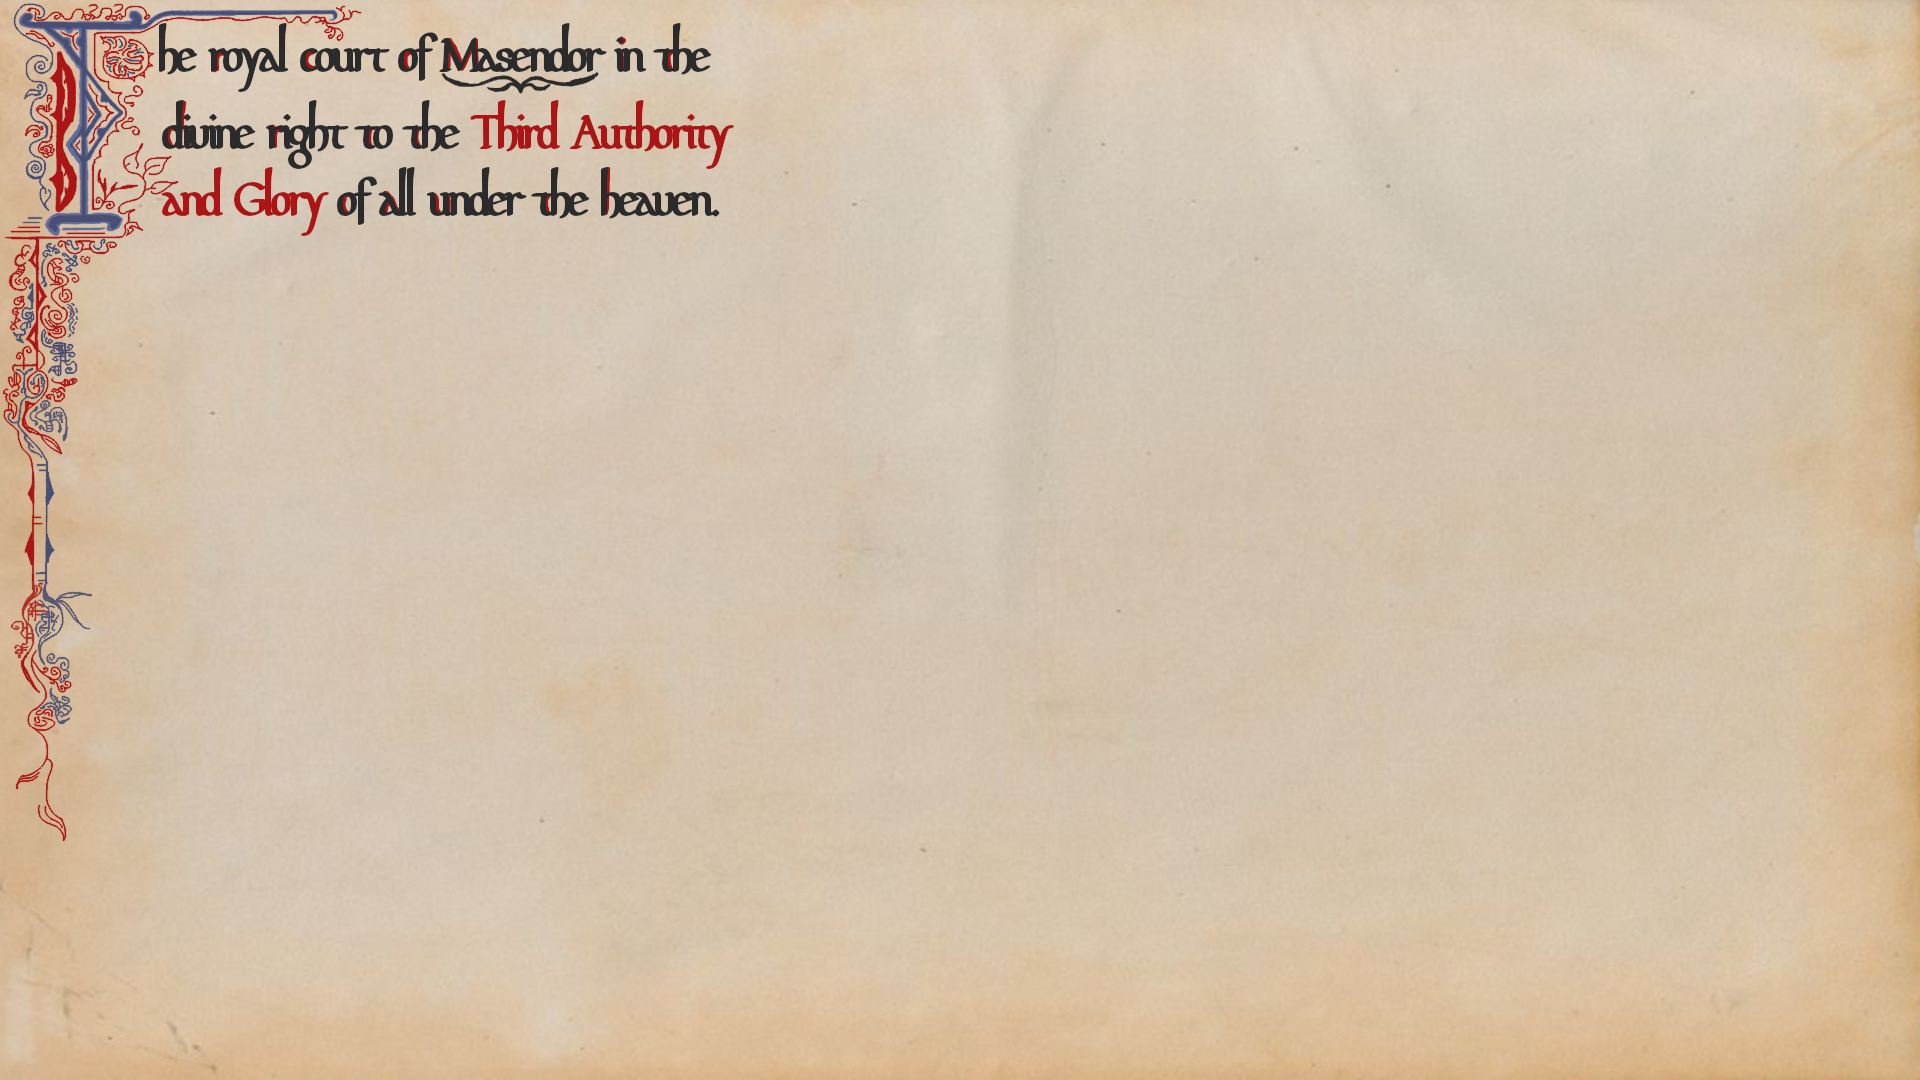 The royal court of Masendor in the
divine right to the Third Authority
and Glory of all under the heaven.